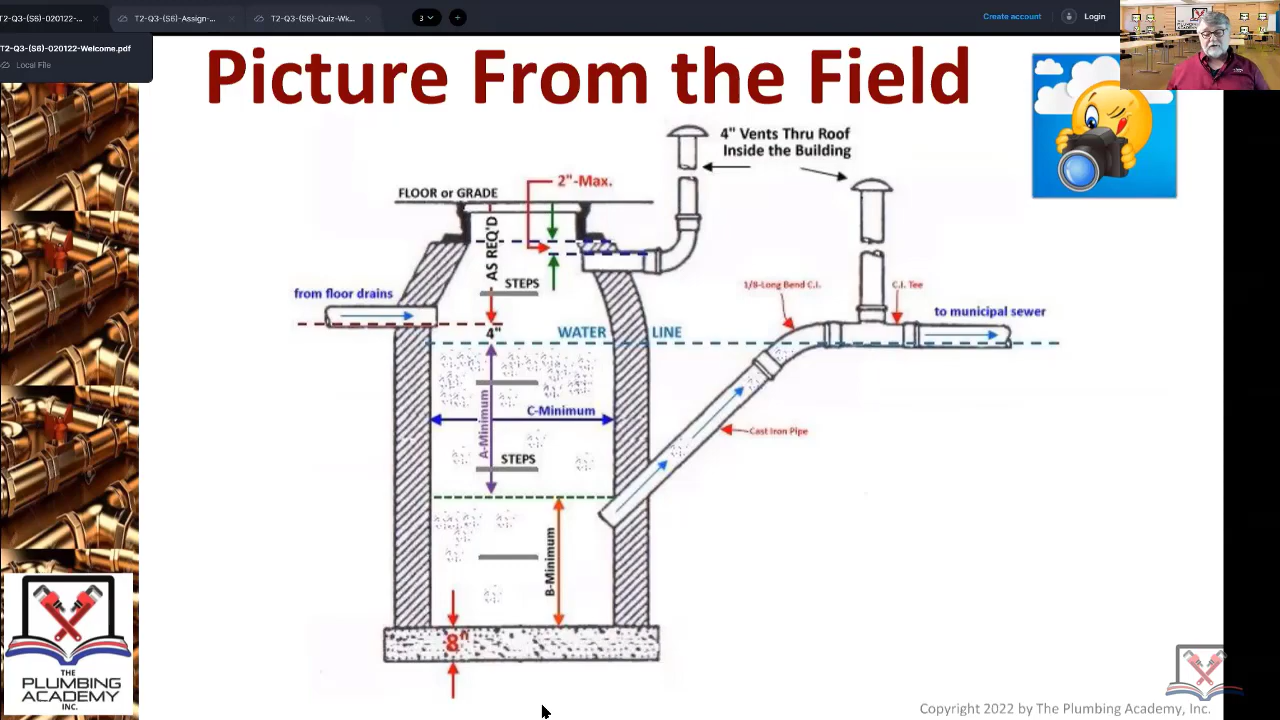 T2-Q3-(S6)-020122-...
T2-Q3-(S6)-Assign-...
T2-Q3-(S6)-Quiz-Wk...
3
Create account
Login
T2-Q3-(S6)-020122-Welcome.pdf
Local File
Picture From the Field
4" Vents Thru Roof
Inside the Building
2"-Max.
FLOOR or GRADE
AS REQ'D
STEPS
from floor drains
1/8-Long Bend C.I.
C.I. Tee
to municipal sewer
4"
WATER LINE
C-Minimum
A-Minimum
Cast Iron Pipe
STEPS
B-Minimum
8"
THE
PLUMBING
ACADEMY
INC.
Copyright 2022 by The Plumbing Academy, Inc.